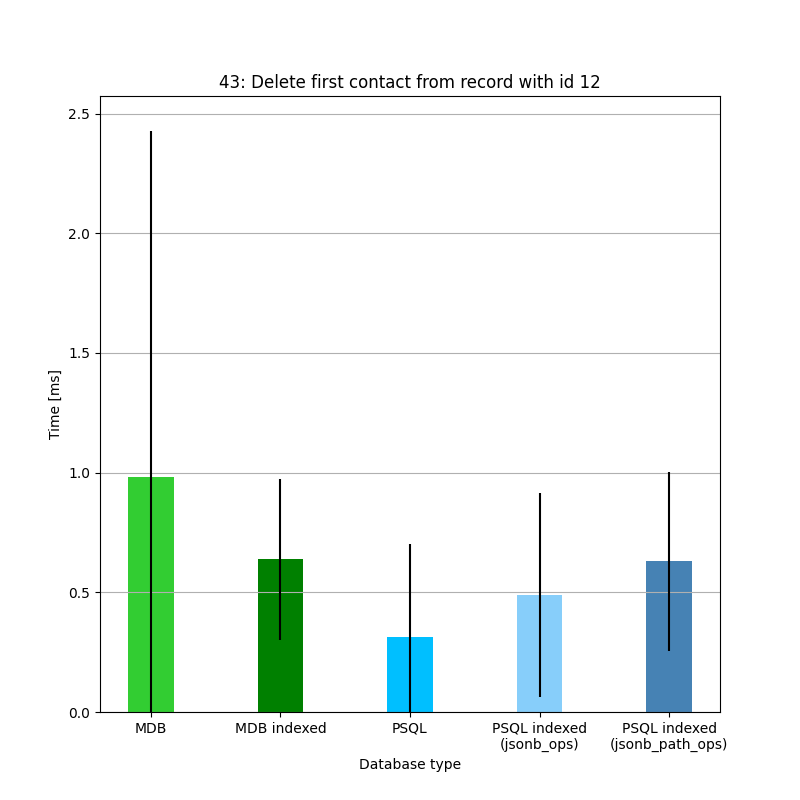 43: Delete first contact from record with id 12
Time [ms]
2.5
2.0
1.5
1.0
0.5
0.0
MDB
MDB indexed
PSQL
PSQL indexed
(jsonb_ops)
PSQL indexed
(jsonb_path_ops)
Database type